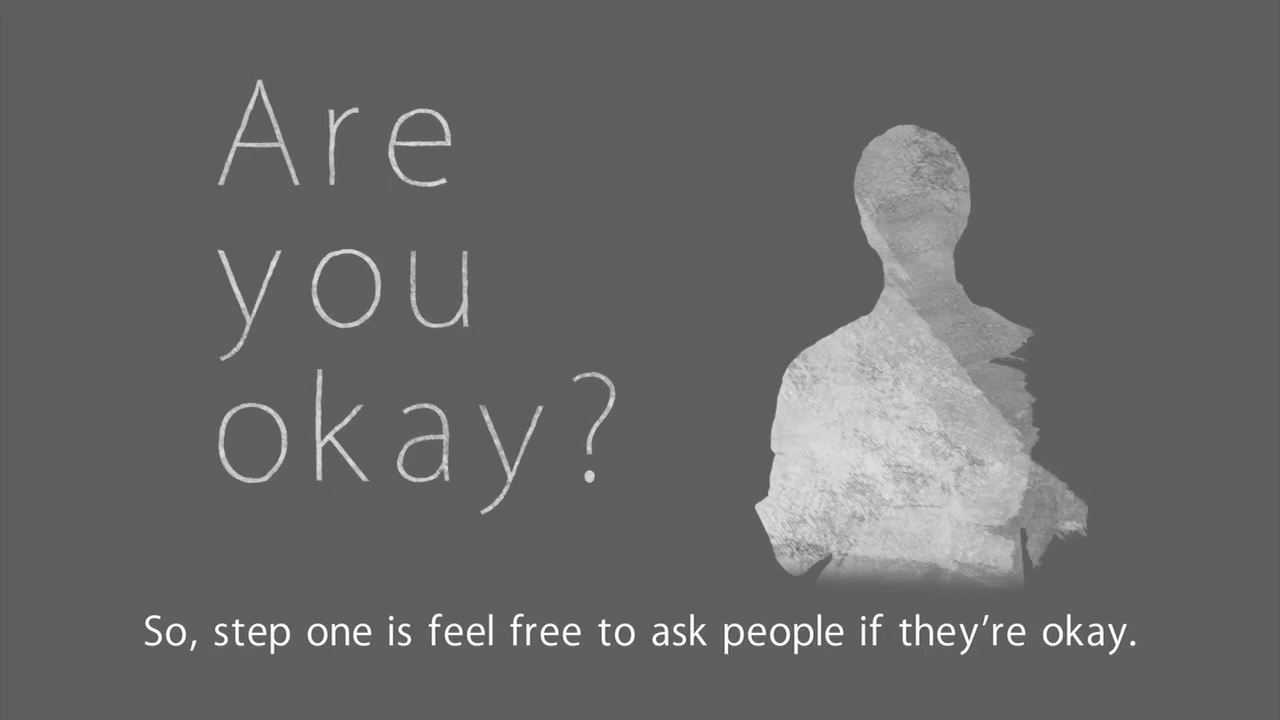 Are
you
okay?
So, step one is feel free to ask people if they’re okay.